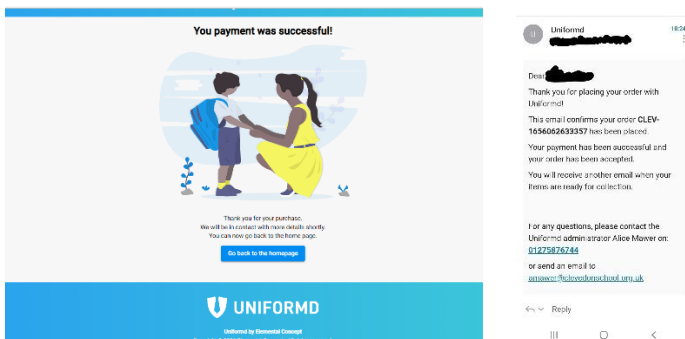 You payment was successful!
Thank you for your purchase.
We will be in contact with more details shortly.
You can now go back to the home page.
Go back to the homepage
UNIFORMD
Uniformd by Elemental Concept
U
Uniformd
18:24
Dear
Thank you for placing your order with
Uniformd!
This email confirms your order CLEV-
1656062633357 has been placed.
Your payment has been successful and
your order has been accepted.
You will receive another email when your
items are ready for collection.
For any questions, please contact the
Uniformd administrator Alice Mawer on:
01275876744
or send an email to
amawer@clevedonschool.org.uk
Reply